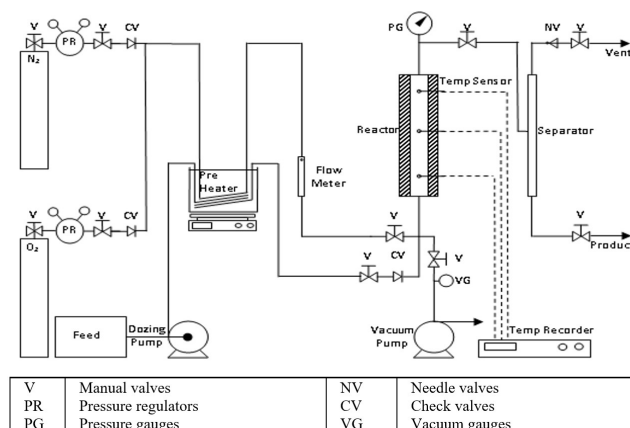 V V CV
PR
N₂
PG
V
NV V
Vent
Temp Sensor
Reactor
Separator
Pre
Heater
Flow
Meter
V V CV
PR
O₂
V
V
V CV
V
VG
V
Produc
Feed
Dozing
Pump
Vacuum
Pump
Temp Recorder
V Manual valves NV Needle valves
PR Pressure regulators CV Check valves
PG Pressure gauges VG Vacuum gauges